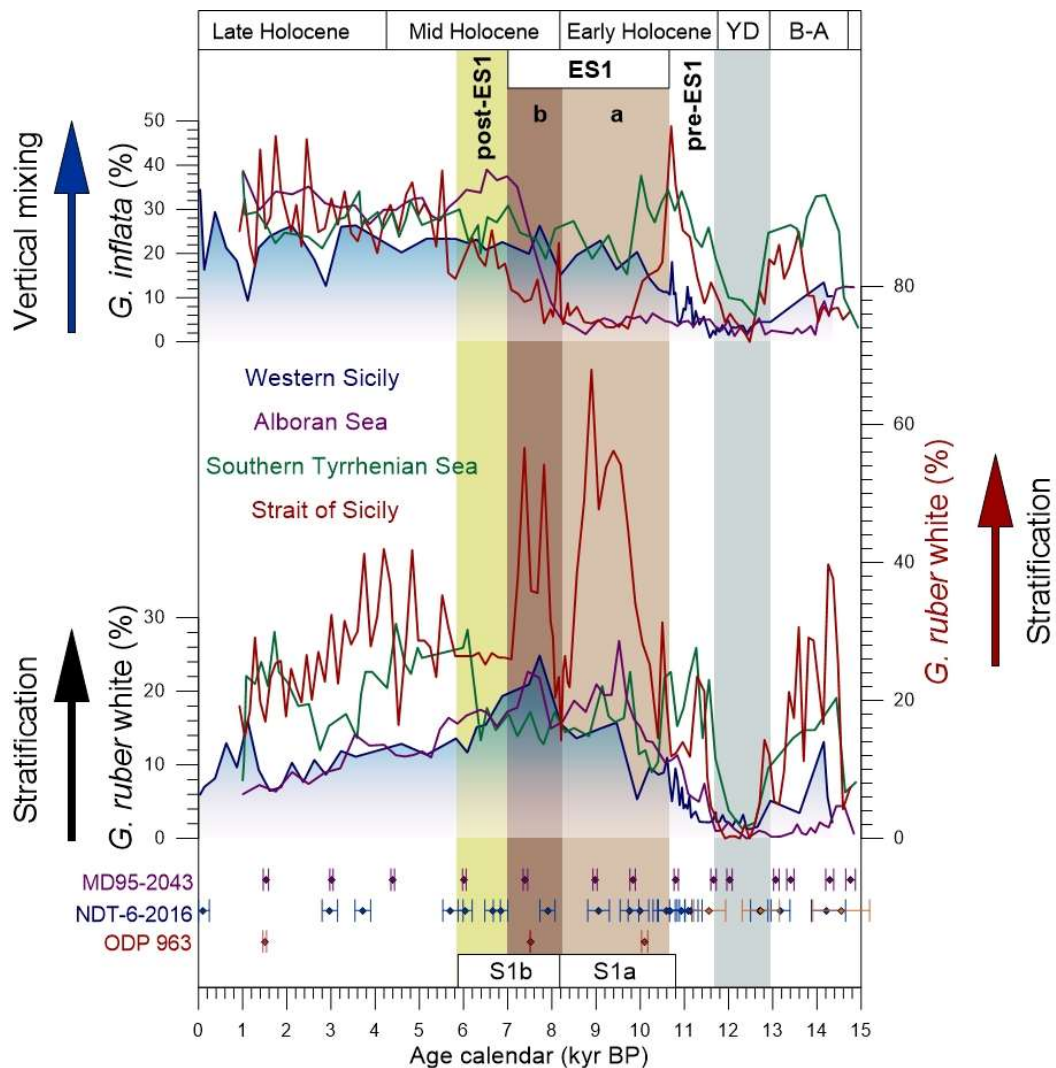 Late Holocene Mid Holocene Early Holocene YD B-A
ES1
post-ES1 b a pre-ES1
Vertical mixing
G. inflata (%)
50
40
30
20
10
0
Western Sicily
Alboran Sea
Southern Tyrrhenian Sea
Strait of Sicily
80
60
40
20
0
G. ruber white (%)
Stratification
Stratification
G. ruber white (%)
30
20
10
0
MD95-2043
NDT-6-2016
ODP 963
S1b S1a
0 1 2 3 4 5 6 7 8 9 10 11 12 13 14 15
Age calendar (kyr BP)